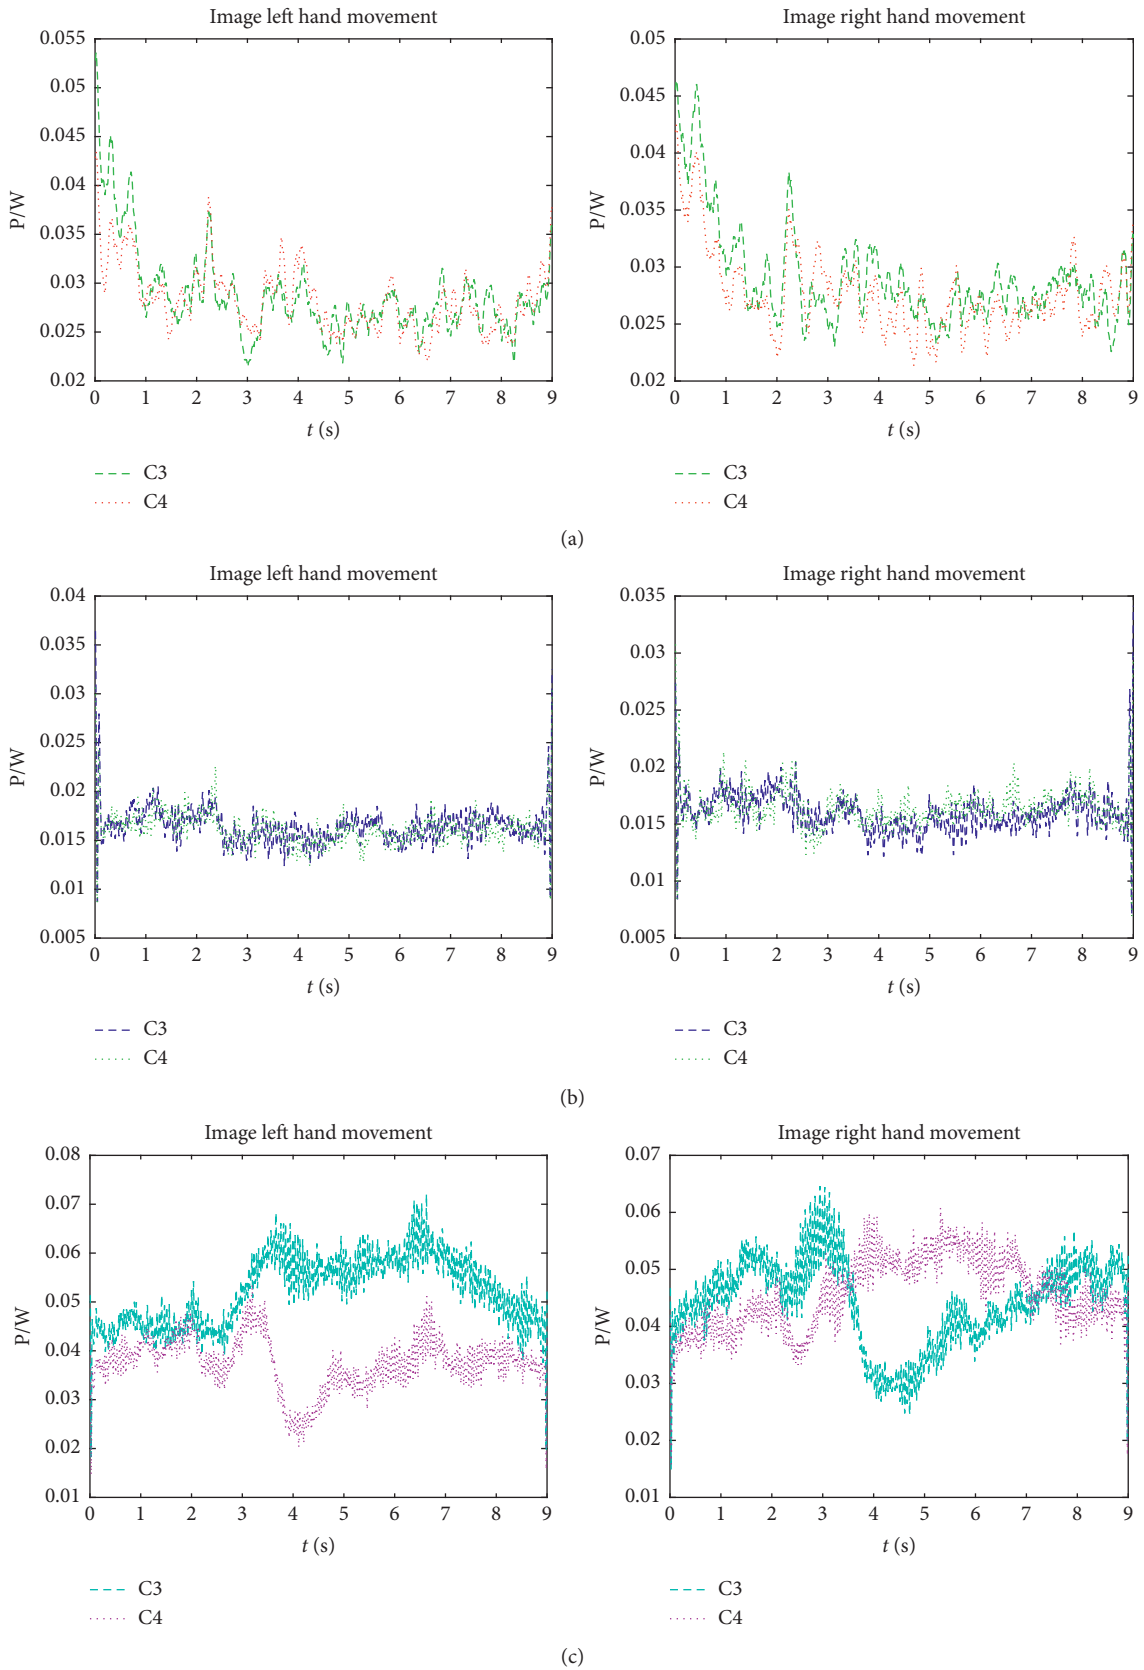 Image left hand movement
0.055
0.05
0.045
0.04
0.035
0.03
0.025
0.02
P/W
0 1 2 3 4 5 6 7 8 9
t (s)
C3
C4
Image right hand movement
0.05
0.045
0.04
0.035
0.03
0.025
0.02
P/W
0 1 2 3 4 5 6 7 8 9
t (s)
C3
C4
(a)
Image left hand movement
0.04
0.035
0.03
0.025
0.02
0.015
0.01
0.005
P/W
0 1 2 3 4 5 6 7 8 9
t (s)
C3
C4
Image right hand movement
0.035
0.03
0.025
0.02
0.015
0.01
0.005
P/W
0 1 2 3 4 5 6 7 8 9
t (s)
C3
C4
(b)
Image left hand movement
0.08
0.07
0.06
0.05
0.04
0.03
0.02
0.01
P/W
0 1 2 3 4 5 6 7 8 9
t (s)
C3
C4
Image right hand movement
0.07
0.06
0.05
0.04
0.03
0.02
0.01
P/W
0 1 2 3 4 5 6 7 8 9
t (s)
C3
C4
(c)